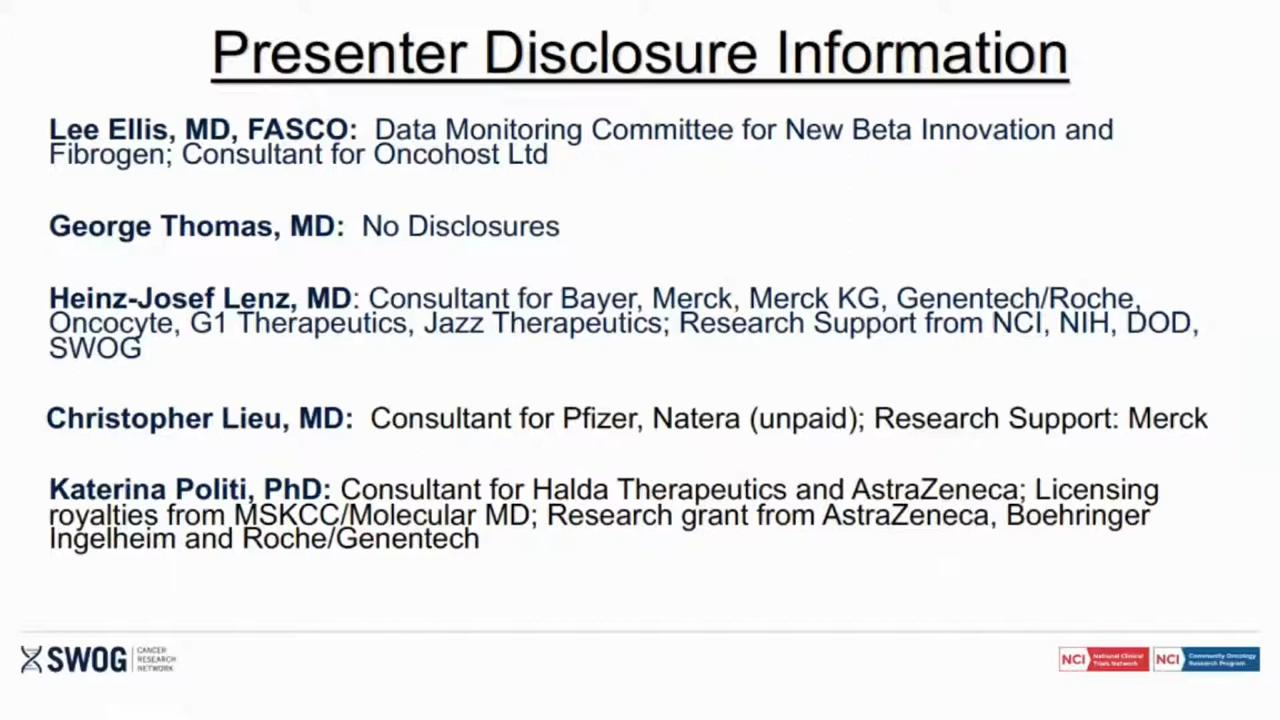 Presenter Disclosure Information
Lee Ellis, MD, FASCO: Data Monitoring Committee for New Beta Innovation and
Fibrogen; Consultant for Oncohost Ltd
George Thomas, MD: No Disclosures
Heinz-Josef Lenz, MD: Consultant for Bayer, Merck, Merck KG, Genentech/Roche,
Oncocyte, G1 Therapeutics, Jazz Therapeutics; Research Support from NCI, NIH, DOD,
SWOG
Christopher Lieu, MD: Consultant for Pfizer, Natera (unpaid); Research Support: Merck
Katerina Politi, PhD: Consultant for Halda Therapeutics and AstraZeneca; Licensing
royalties from MSKCC/Molecular MD; Research grant from AstraZeneca, Boehringer
Ingelheim and Roche/Genentech
SWOG
CANCER
RESEARCH
NETWORK
NCI
National Clinical
Trials Network
NCI
Community Oncology
Research Program